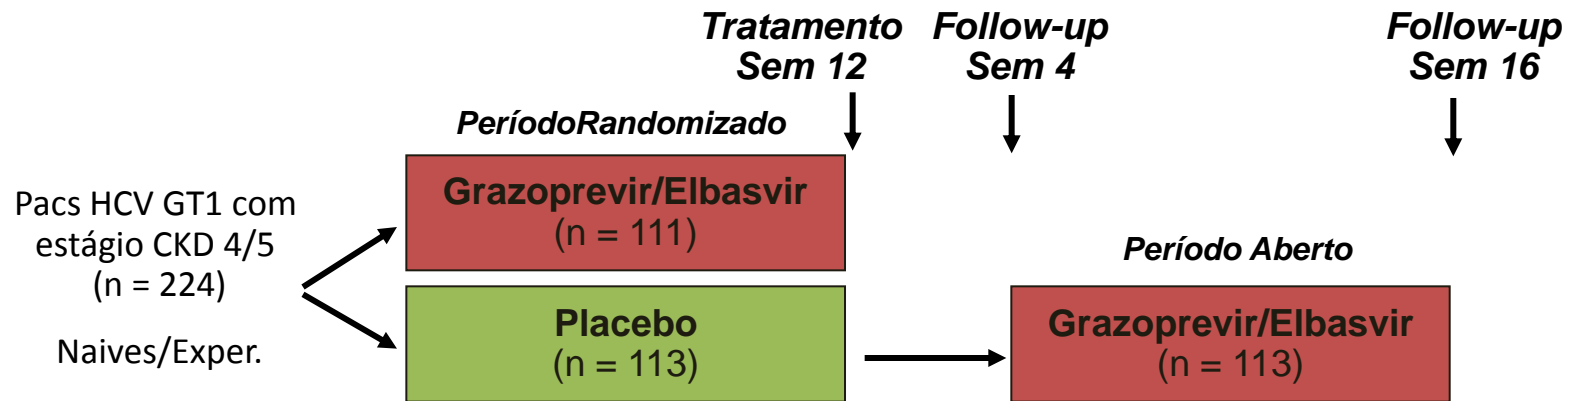 Tratamento
Sem 12
Follow-up
Sem 4
Follow-up
Sem 16
PeríodoRandomizado
Pacs HCV GT1 com
estágio CKD 4/5
(n = 224)
Naives/Exper.
Grazoprevir/Elbasvir
(n = 111)
Placebo
(n = 113)
Período Aberto
Grazoprevir/Elbasvir
(n = 113)